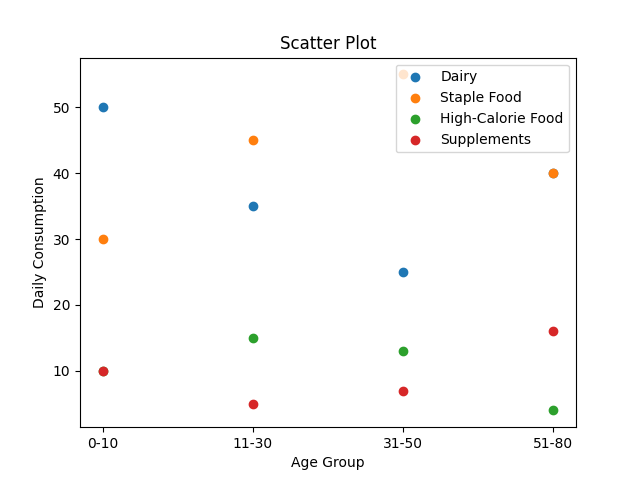 Scatter Plot
Dairy
Staple Food
High-Calorie Food
Supplements
50
40
30
20
10
Daily Consumption
0-10 11-30 31-50 51-80
Age Group